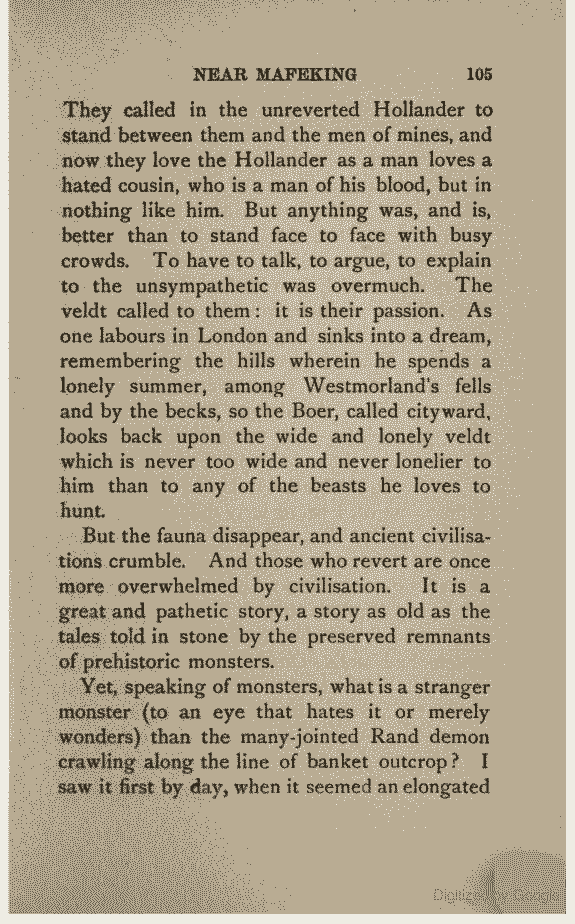 NEAR MAFEKING 105
They called in the unreverted Hollander to
stand between them and the men of mines, and
now they love the Hollander as a man loves a
hated cousin, who is a man of his blood, but in
nothing like him. But anything was, and is,
better than to stand face to face with busy
crowds. To have to talk, to argue, to explain
to the unsympathetic was overmuch. The
veldt called to them: it is their passion. As
one labours in London and sinks into a dream,
remembering the hills wherein he spends a
lonely summer, among Westmorland's fells
and by the becks, so the Boer, called cityward,
looks back upon the wide and lonely veldt
which is never too wide and never lonelier to
him than to any of the beasts he loves to
hunt.
But the fauna disappear, and ancient civilisa-
tions crumble. And those who revert are once
more overwhelmed by civilisation. It is a
great and pathetic story, a story as old as the
tales told in stone by the preserved remnants
of prehistoric monsters.
Yet, speaking of monsters, what is a stranger
monster (to an eye that hates it or merely
wonders) than the many-jointed Rand demon
crawling along the line of banket outcrop? I
saw it first by day, when it seemed an elongated
Digitized by Google